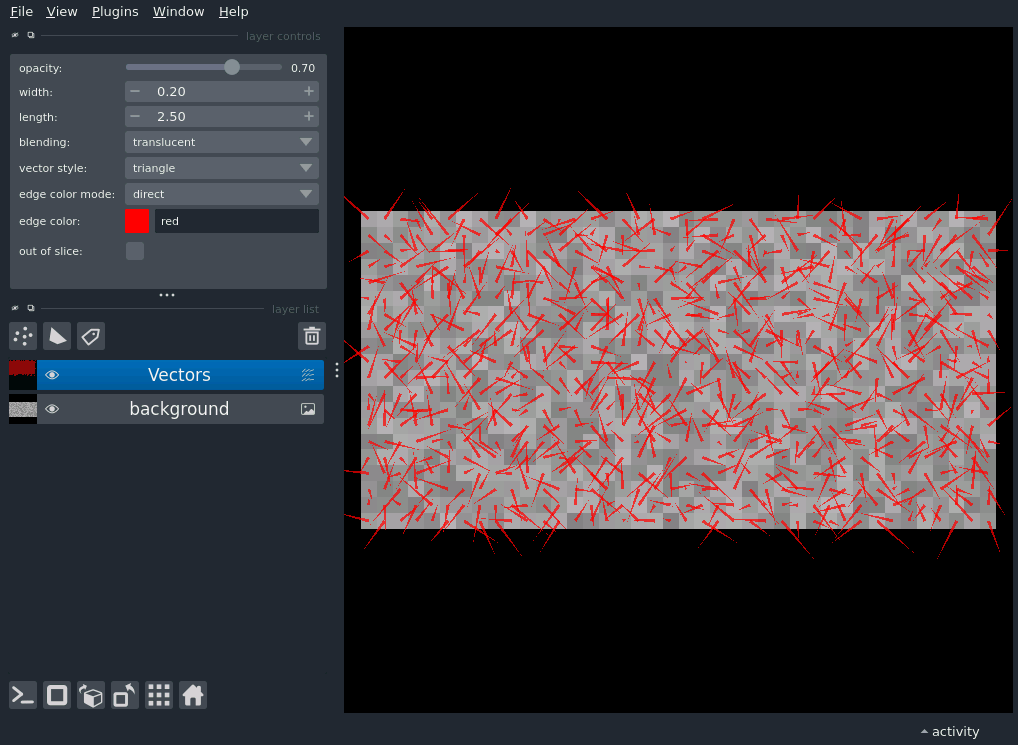 File View Plugins Window Help
layer controls
opacity: 0.70
width: − 0.20 +
length: − 2.50 +
blending: translucent
vector style: triangle
edge color mode: direct
edge color: red
out of slice:
layer list
Vectors
background
activity